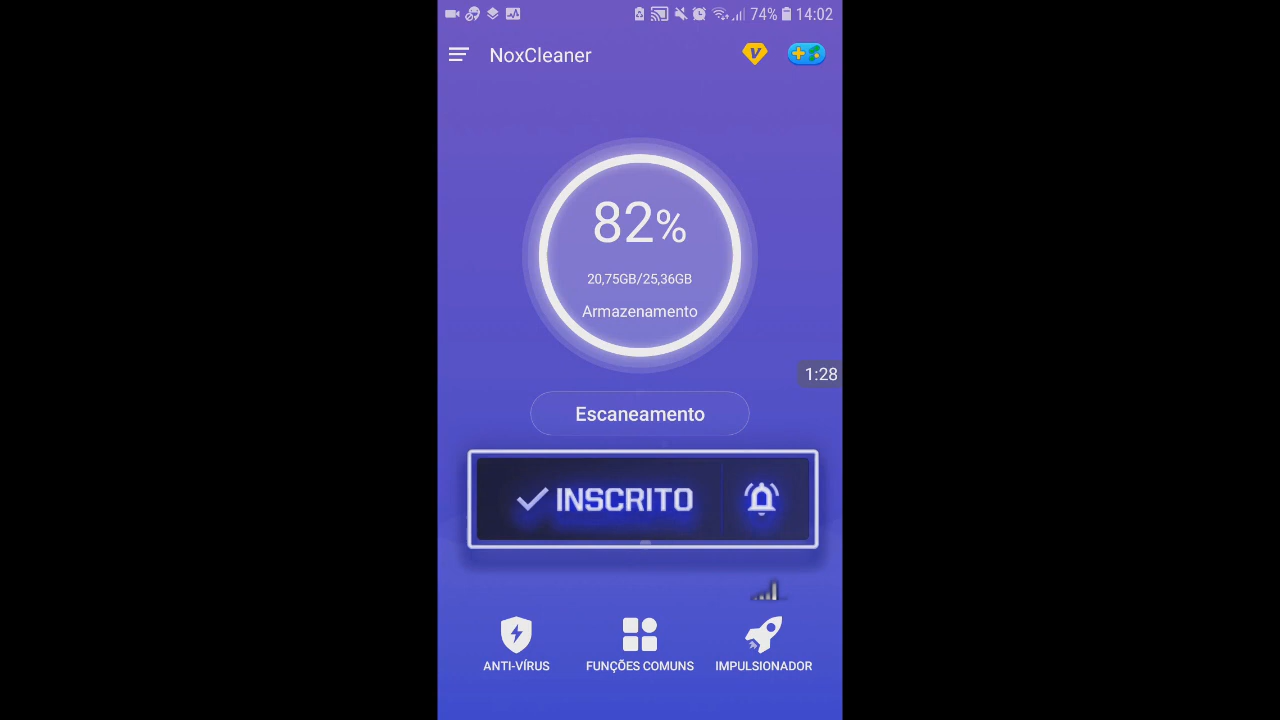 74% 14:02
NoxCleaner
V
82%
20,75GB/25,36GB
Armazenamento
1:28
Escaneamento
INSCRITO
ANTI-VÍRUS FUNÇÕES COMUNS IMPULSIONADOR